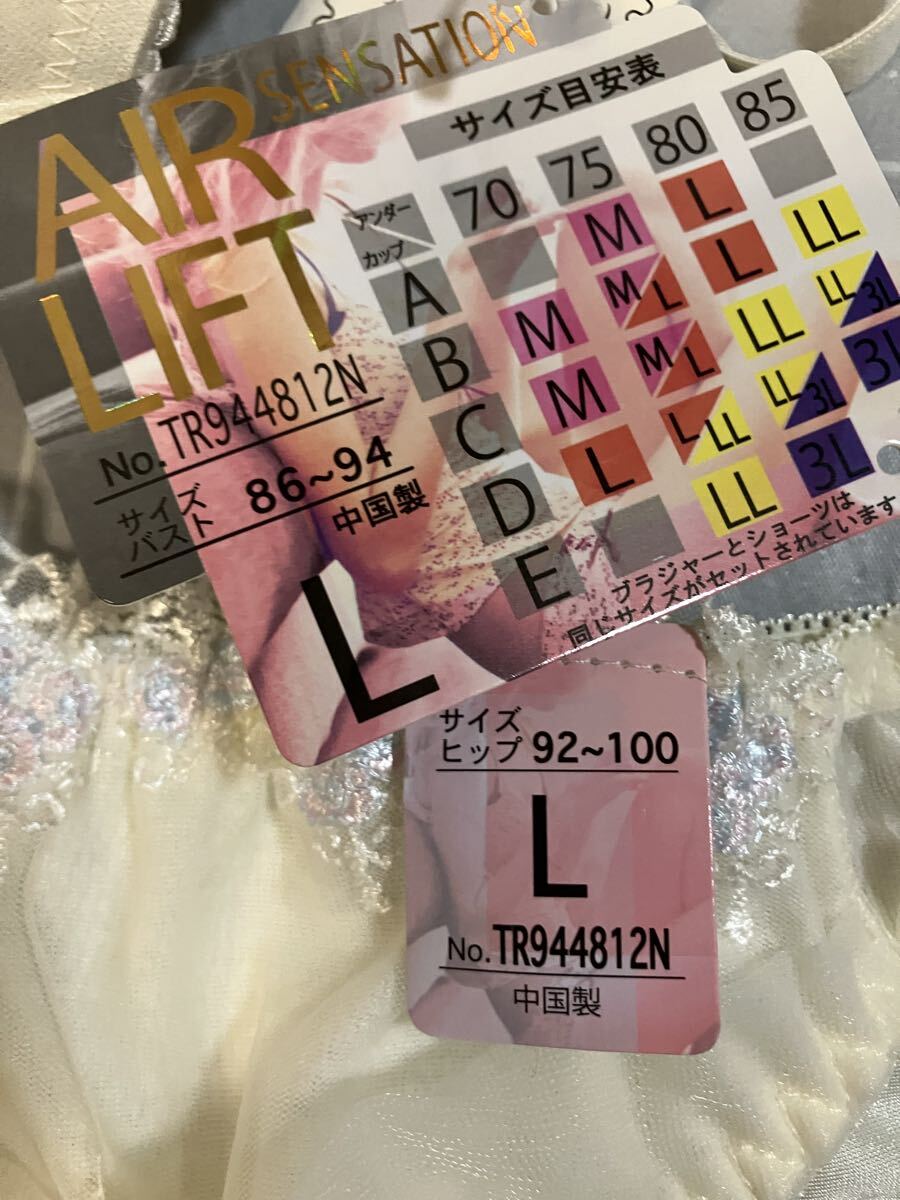 AIR
SENSATION
LIFT
No.TR944812N
サイズ
バスト 86~94
中国製
L
サイズ目安表
アンダー
カップ
70 75 80 85
A M L
B M M L L LL
C M M L LL LL 3L
D L L LL LL 3L 3L
E LL 3L
ブラジャーとショーツは
同じサイズがセットされています
サイズ
ヒップ 92~100
L
No.TR944812N
中国製